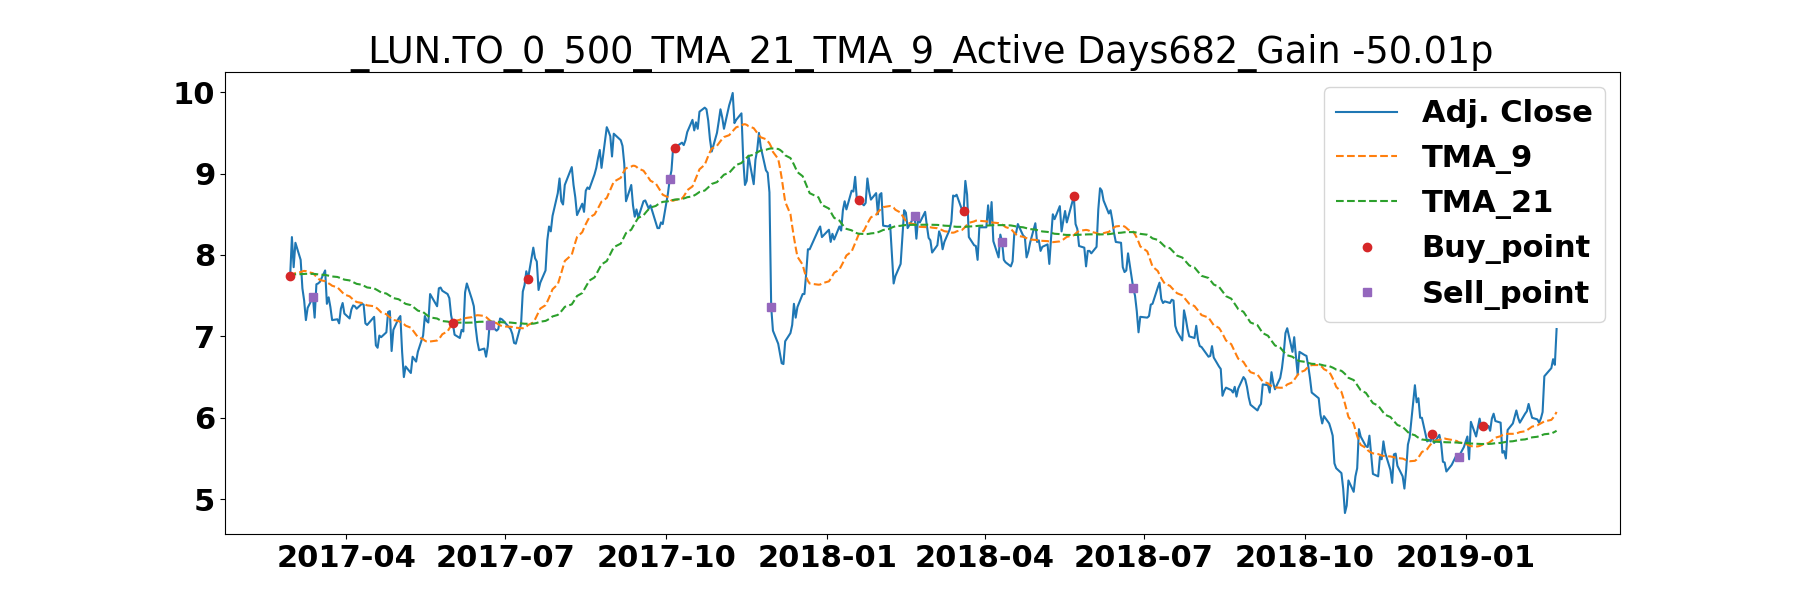 _LUN.TO_0_500_TMA_21_TMA_9_Active Days682_Gain -50.01p
10
9
8
7
6
5
Adj. Close
TMA_9
TMA_21
Buy_point
Sell_point
2017-04 2017-07 2017-10 2018-01 2018-04 2018-07 2018-10 2019-01